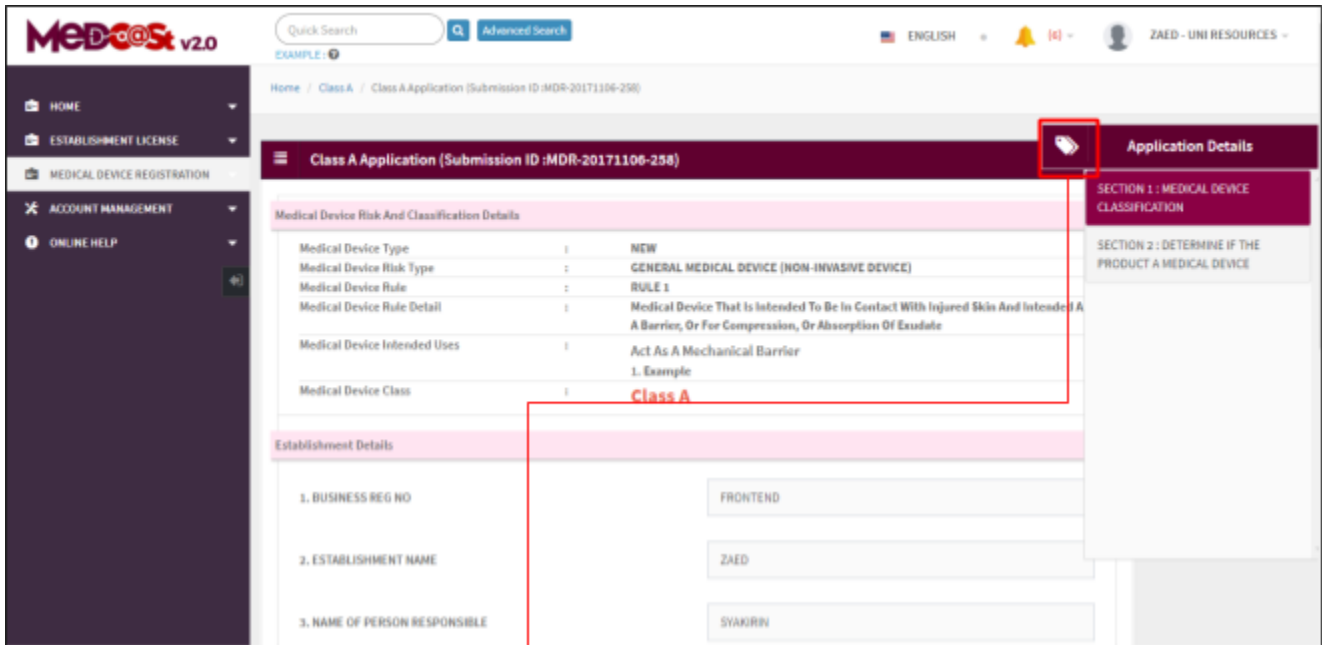 MeDC@St v2.0
Quick Search
Advanced Search
EXAMPLE :
ENGLISH
[6]
ZAED - UNI RESOURCES
HOME
ESTABLISHMENT LICENSE
MEDICAL DEVICE REGISTRATION
ACCOUNT MANAGEMENT
ONLINE HELP
Home / Class A / Class A Application (Submission ID :MDR-20171106-258)
Class A Application (Submission ID :MDR-20171106-258)
Application Details
SECTION 1 : MEDICAL DEVICE
CLASSIFICATION
SECTION 2 : DETERMINE IF THE
PRODUCT A MEDICAL DEVICE
Medical Device Risk And Classification Details
Medical Device Type : NEW
Medical Device Risk Type : GENERAL MEDICAL DEVICE (NON-INVASIVE DEVICE)
Medical Device Rule : RULE 1
Medical Device Rule Detail : Medical Device That Is Intended To Be In Contact With Injured Skin And Intended A
A Barrier, Or For Compression, Or Absorption Of Exudate
Medical Device Intended Uses : Act As A Mechanical Barrier
1. Example
Medical Device Class : Class A
Establishment Details
1. BUSINESS REG NO FRONTEND
2. ESTABLISHMENT NAME ZAED
3. NAME OF PERSON RESPONSIBLE SYAKIRIN